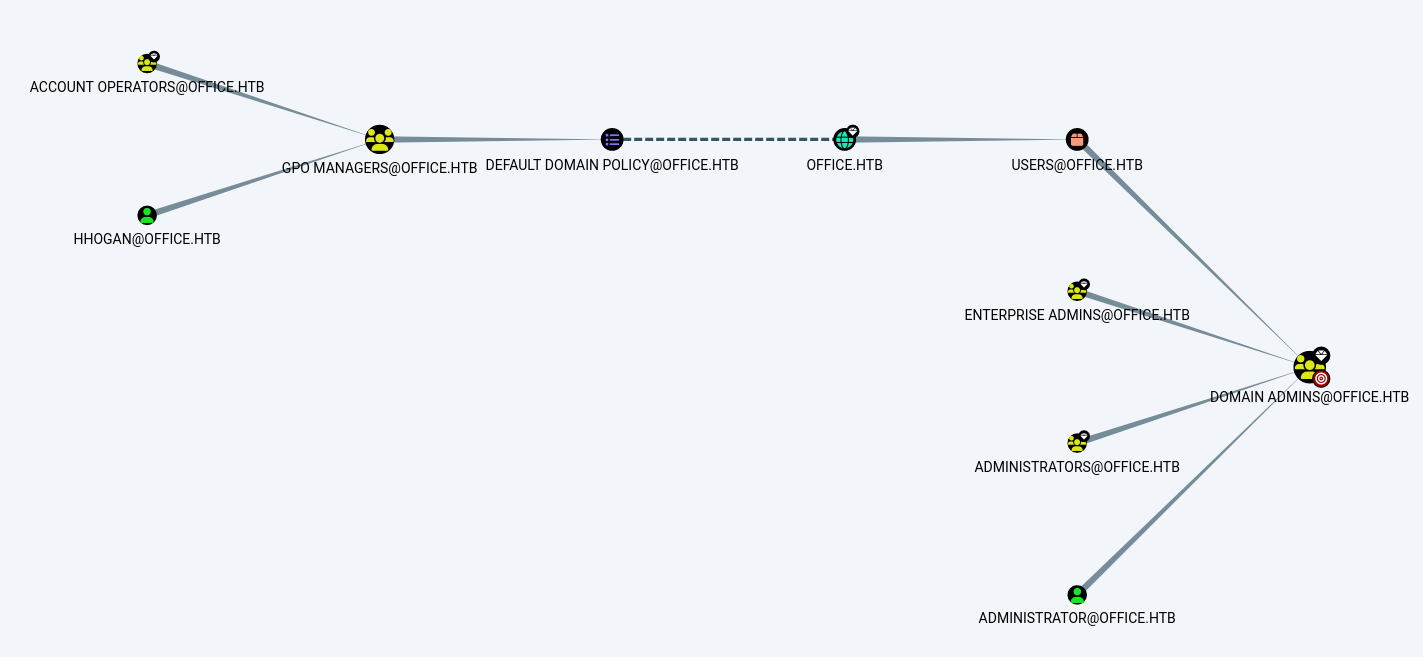 ACCOUNT OPERATORS@OFFICE.HTB
GPO MANAGERS@OFFICE.HTB
DEFAULT DOMAIN POLICY@OFFICE.HTB
OFFICE.HTB
USERS@OFFICE.HTB
HHOGAN@OFFICE.HTB
ENTERPRISE ADMINS@OFFICE.HTB
DOMAIN ADMINS@OFFICE.HTB
ADMINISTRATORS@OFFICE.HTB
ADMINISTRATOR@OFFICE.HTB